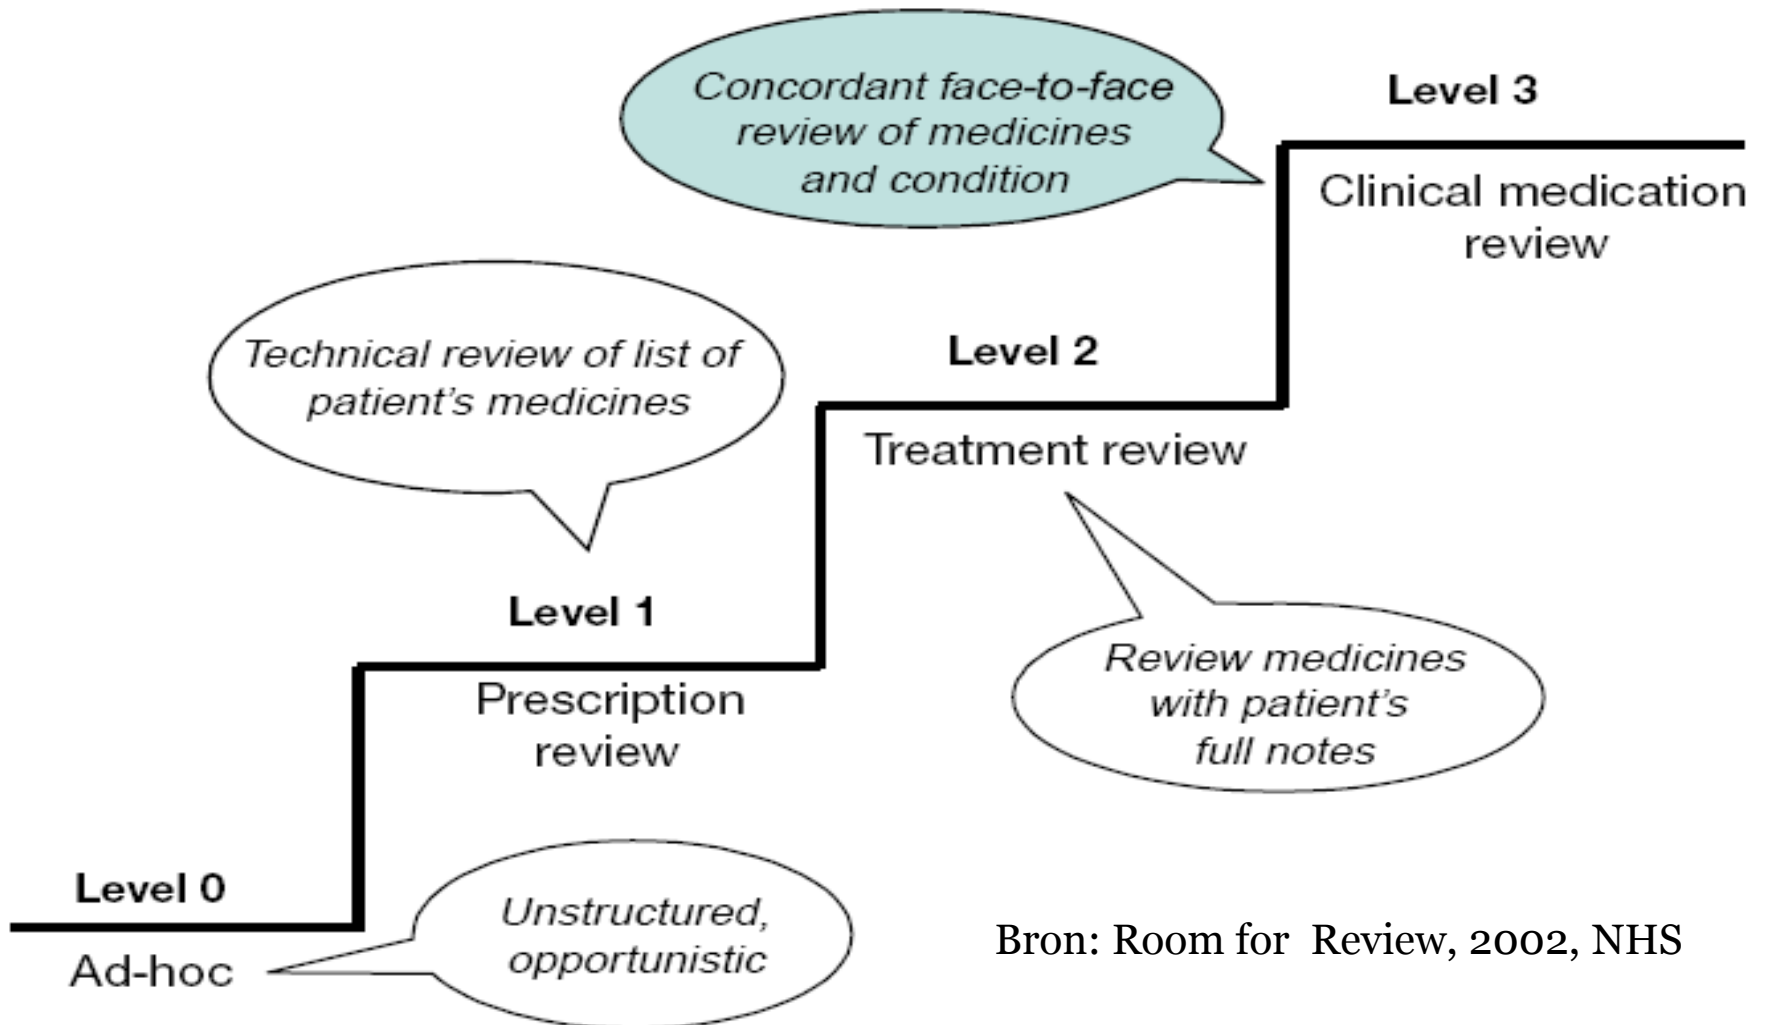 Concordant face-to-face
review of medicines
and condition
Level 3
Clinical medication
review
Technical review of list of
patient's medicines
Level 2
Treatment review
Level 1
Prescription
review
Review medicines
with patient's
full notes
Level 0
Ad-hoc
Unstructured,
opportunistic
Bron: Room for Review, 2002, NHS